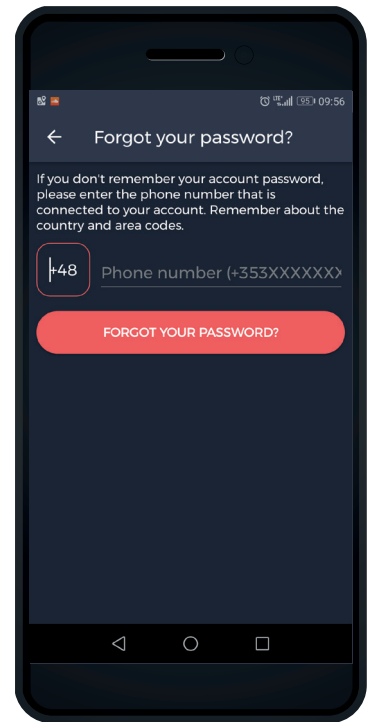 95 09:56
Forgot your password?
If you don't remember your account password,
please enter the phone number that is
connected to your account. Remember about the
country and area codes.
+48
Phone number (+353XXXXXXX
FORGOT YOUR PASSWORD?